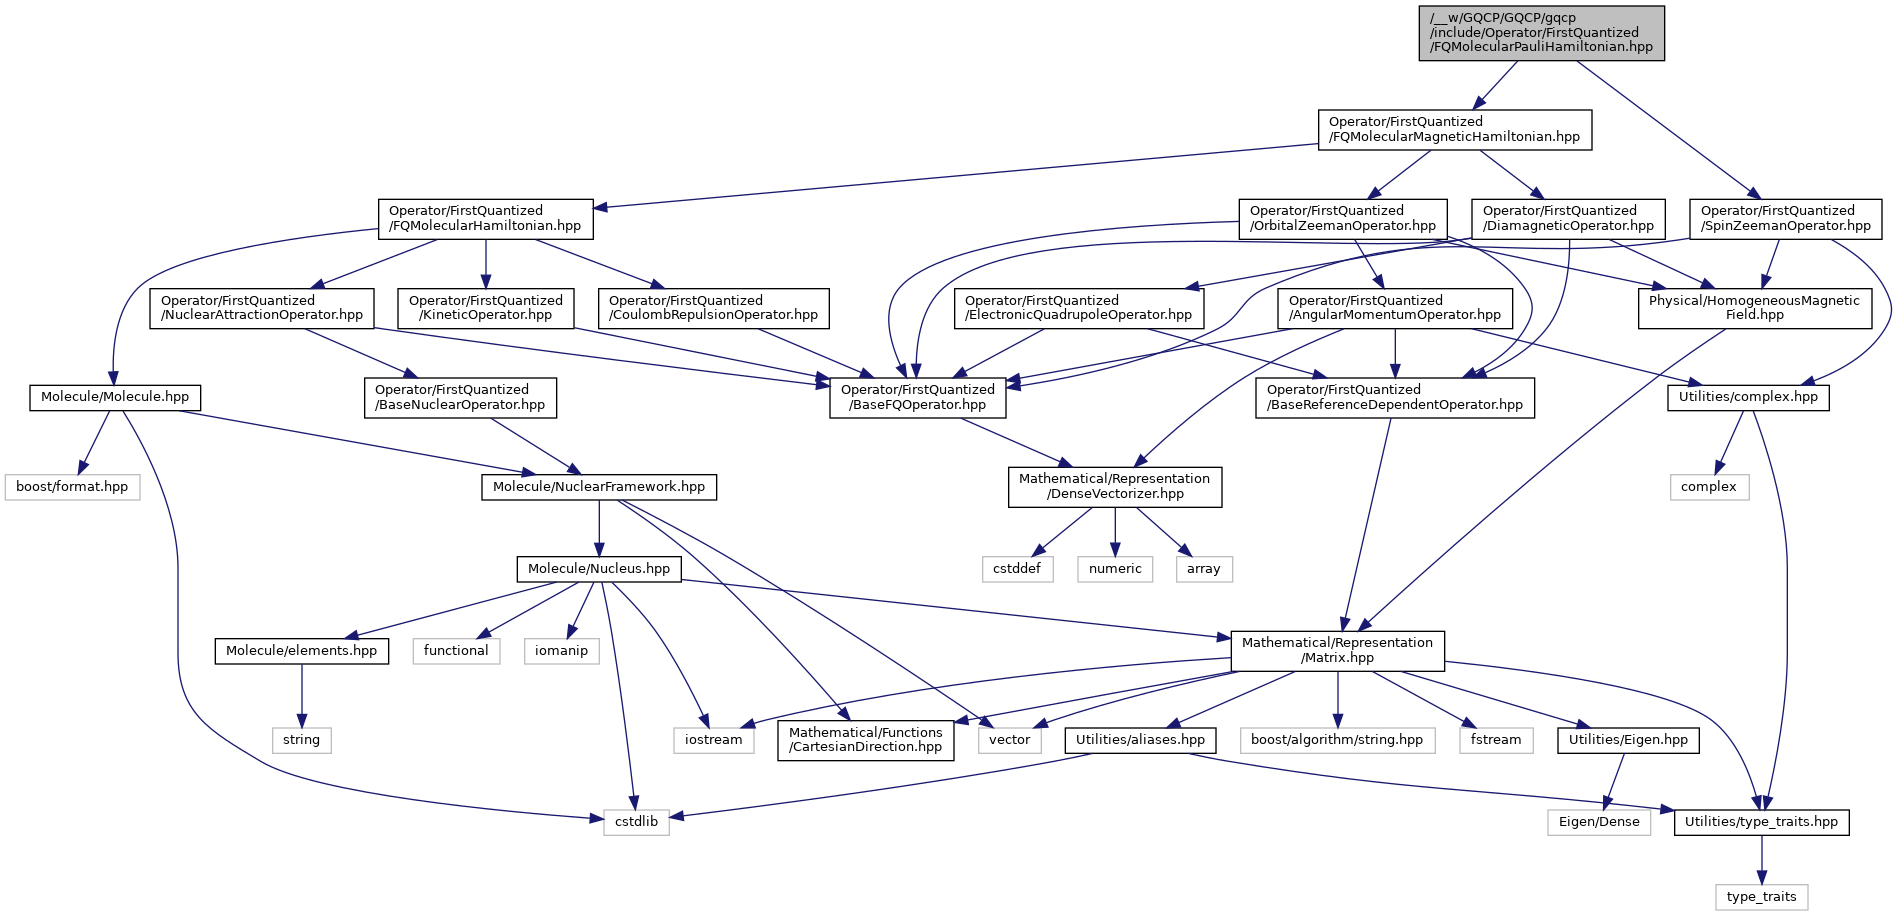 /__w/GQCP/GQCP/gqcp
/include/Operator/FirstQuantized
/FQMolecularPauliHamiltonian.hpp
Operator/FirstQuantized
/FQMolecularMagneticHamiltonian.hpp
Operator/FirstQuantized
/FQMolecularHamiltonian.hpp
Operator/FirstQuantized
/OrbitalZeemanOperator.hpp
Operator/FirstQuantized
/DiamagneticOperator.hpp
Operator/FirstQuantized
/SpinZeemanOperator.hpp
Operator/FirstQuantized
/NuclearAttractionOperator.hpp
Operator/FirstQuantized
/KineticOperator.hpp
Operator/FirstQuantized
/CoulombRepulsionOperator.hpp
Operator/FirstQuantized
/ElectronicQuadrupoleOperator.hpp
Operator/FirstQuantized
/AngularMomentumOperator.hpp
Physical/HomogeneousMagnetic
Field.hpp
Molecule/Molecule.hpp
Operator/FirstQuantized
/BaseNuclearOperator.hpp
Operator/FirstQuantized
/BaseFQOperator.hpp
Operator/FirstQuantized
/BaseReferenceDependentOperator.hpp
Utilities/complex.hpp
boost/format.hpp
Molecule/NuclearFramework.hpp
Mathematical/Representation
/DenseVectorizer.hpp
complex
Molecule/Nucleus.hpp
cstddef
numeric
array
Molecule/elements.hpp
functional
iomanip
Mathematical/Representation
/Matrix.hpp
string
iostream
Mathematical/Functions
/CartesianDirection.hpp
vector
Utilities/aliases.hpp
boost/algorithm/string.hpp
fstream
Utilities/Eigen.hpp
cstdlib
Eigen/Dense
Utilities/type_traits.hpp
type_traits